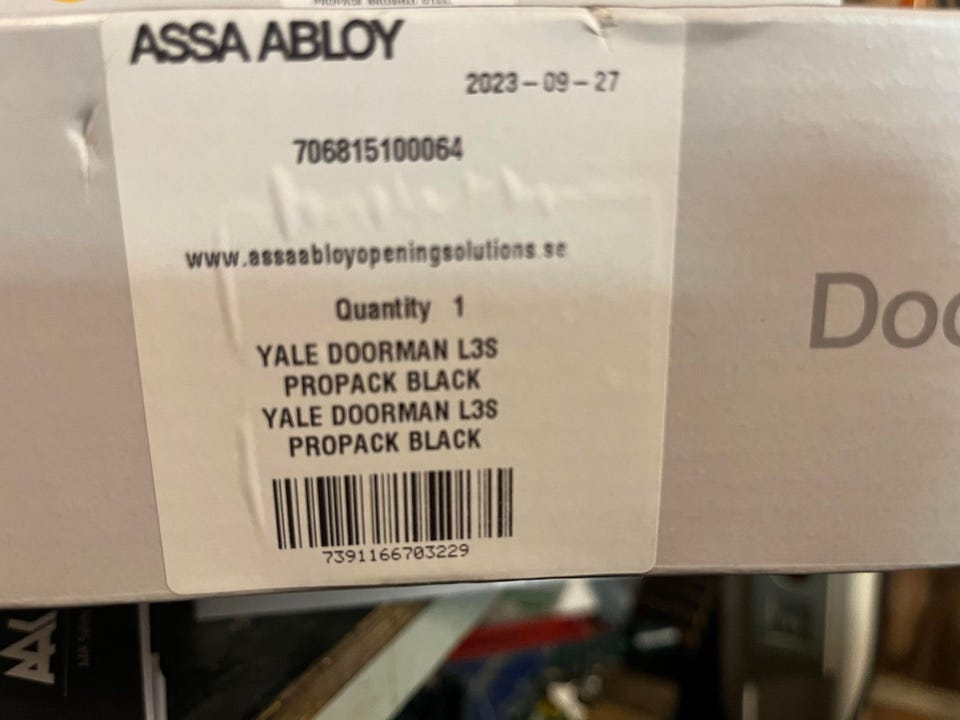 ASSA ABLOY
2023-09-27
706815100064
www.assaabloyopeningsolutions.se
Quantity 1
YALE DOORMAN L3S
PROPACK BLACK
YALE DOORMAN L3S
PROPACK BLACK
7391166703229
Doo